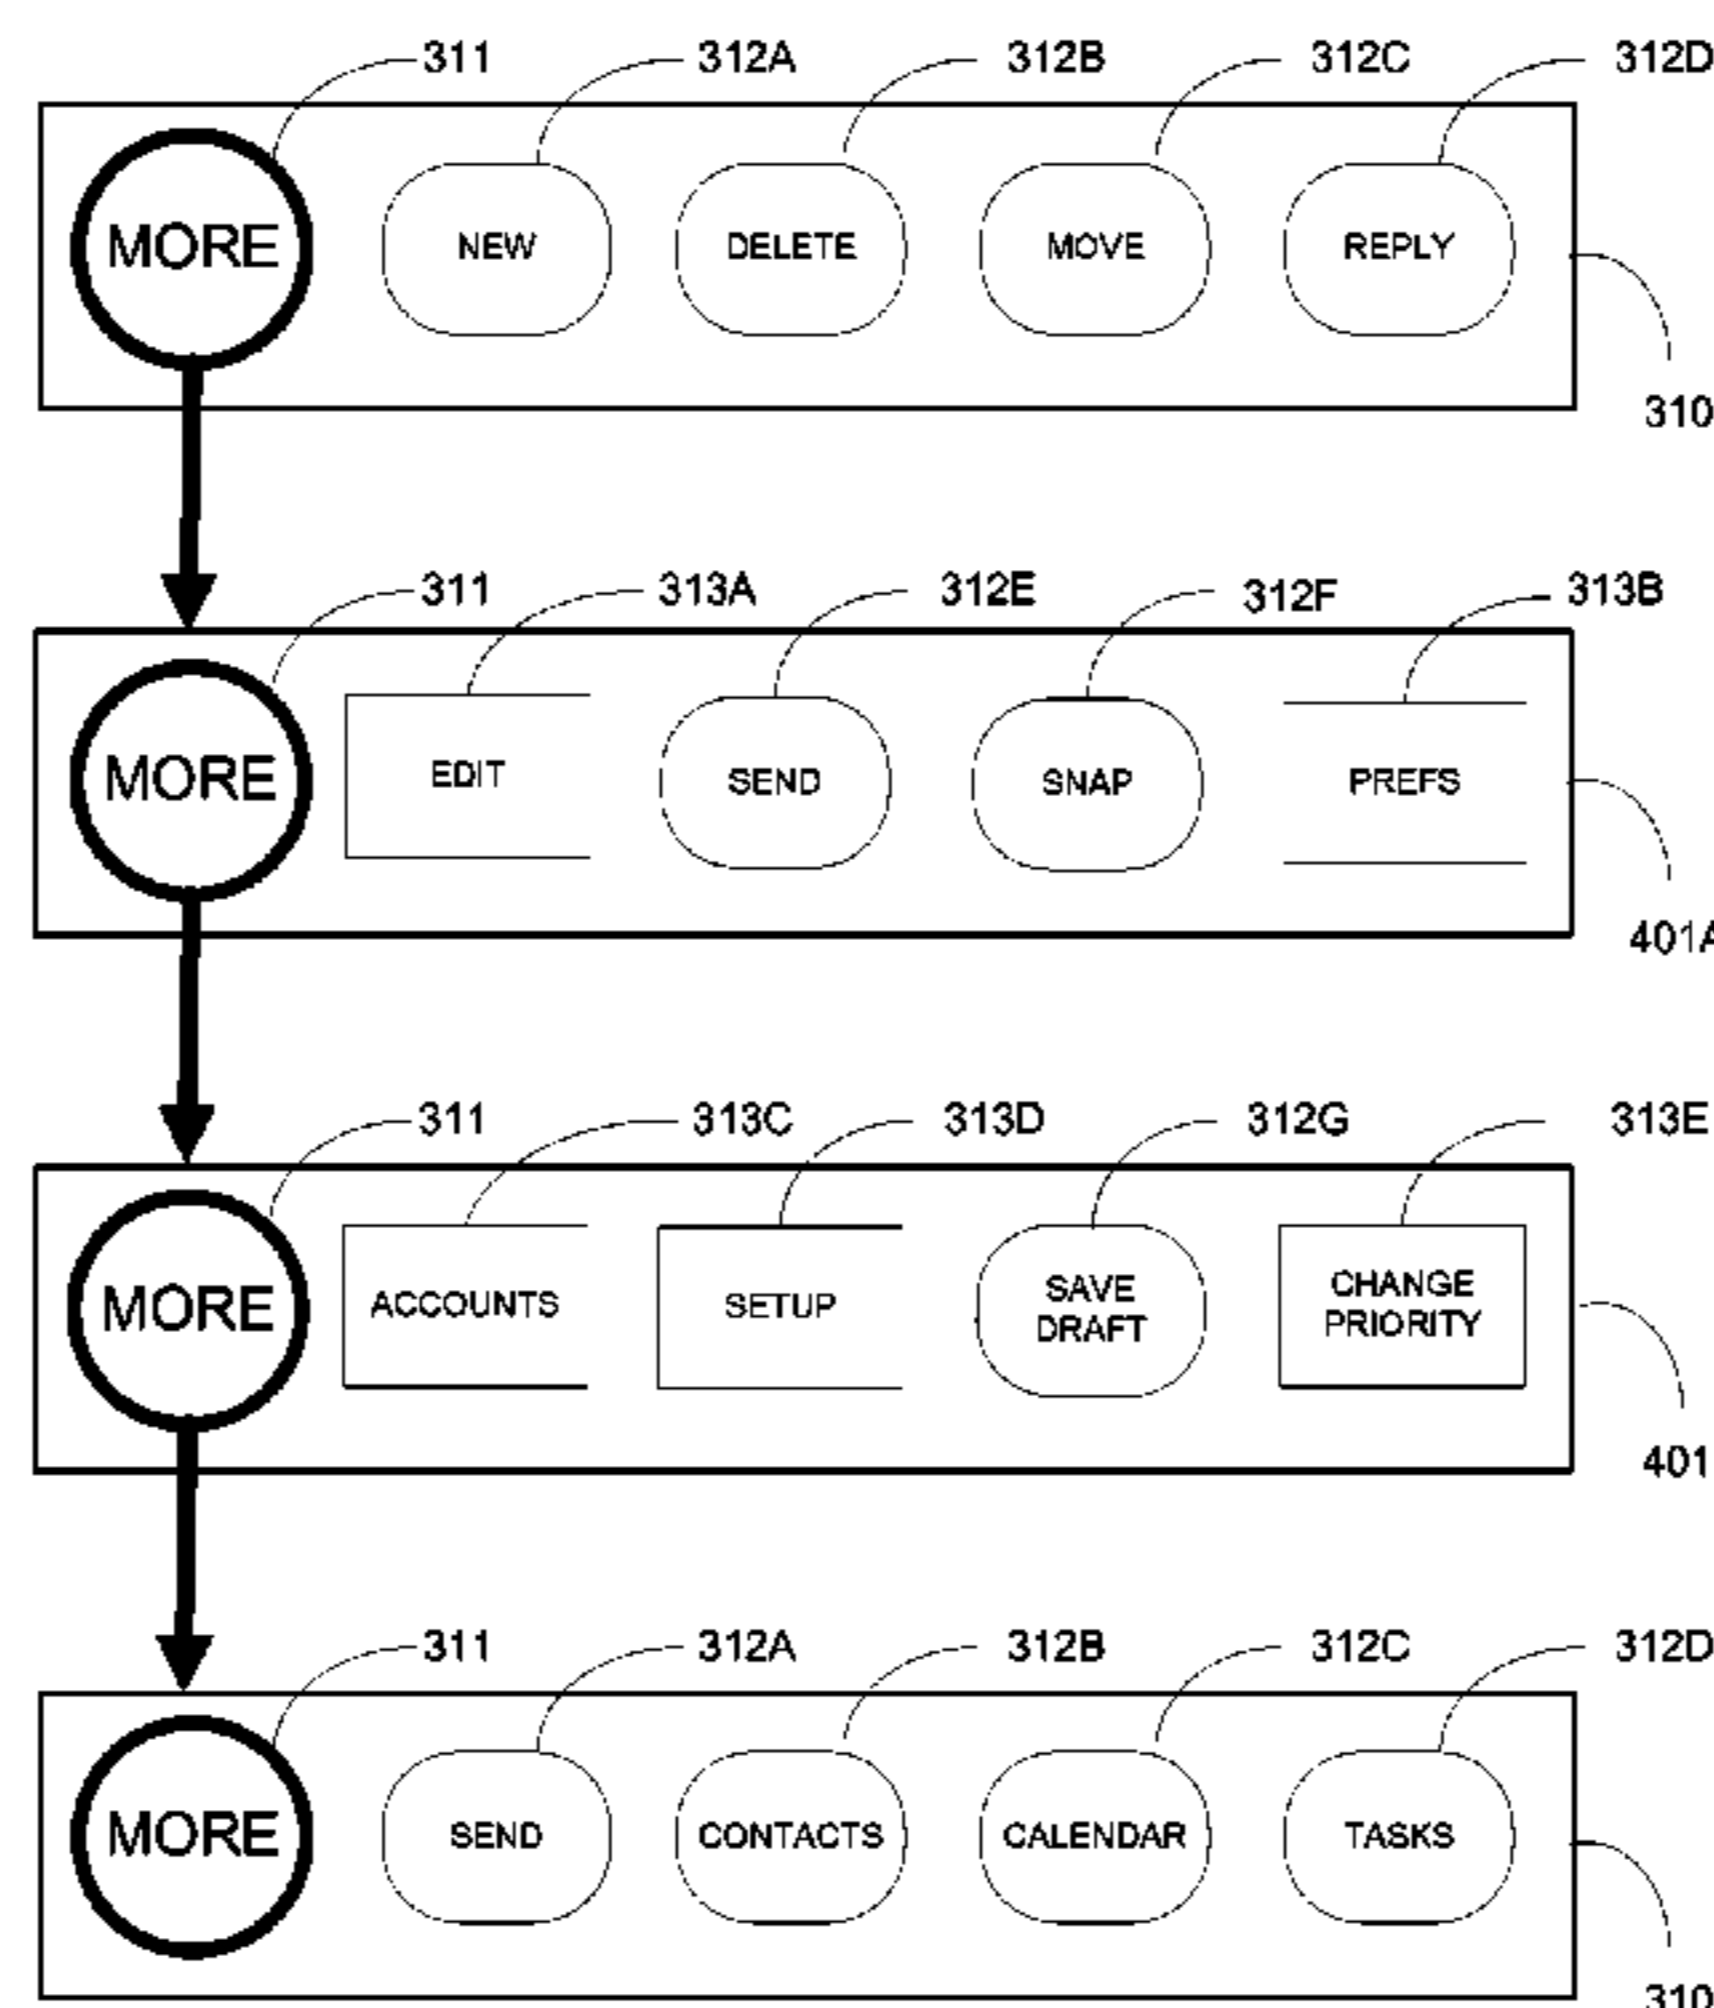 311 312A 312B 312C 312D
MORE NEW DELETE MOVE REPLY
310
311 313A 312E 312F 313B
MORE EDIT SEND SNAP PREFS
401A
311 313C 313D 312G 313E
MORE ACCOUNTS SETUP SAVE DRAFT CHANGE PRIORITY
401
311 312A 312B 312C 312D
MORE SEND CONTACTS CALENDAR TASKS
310